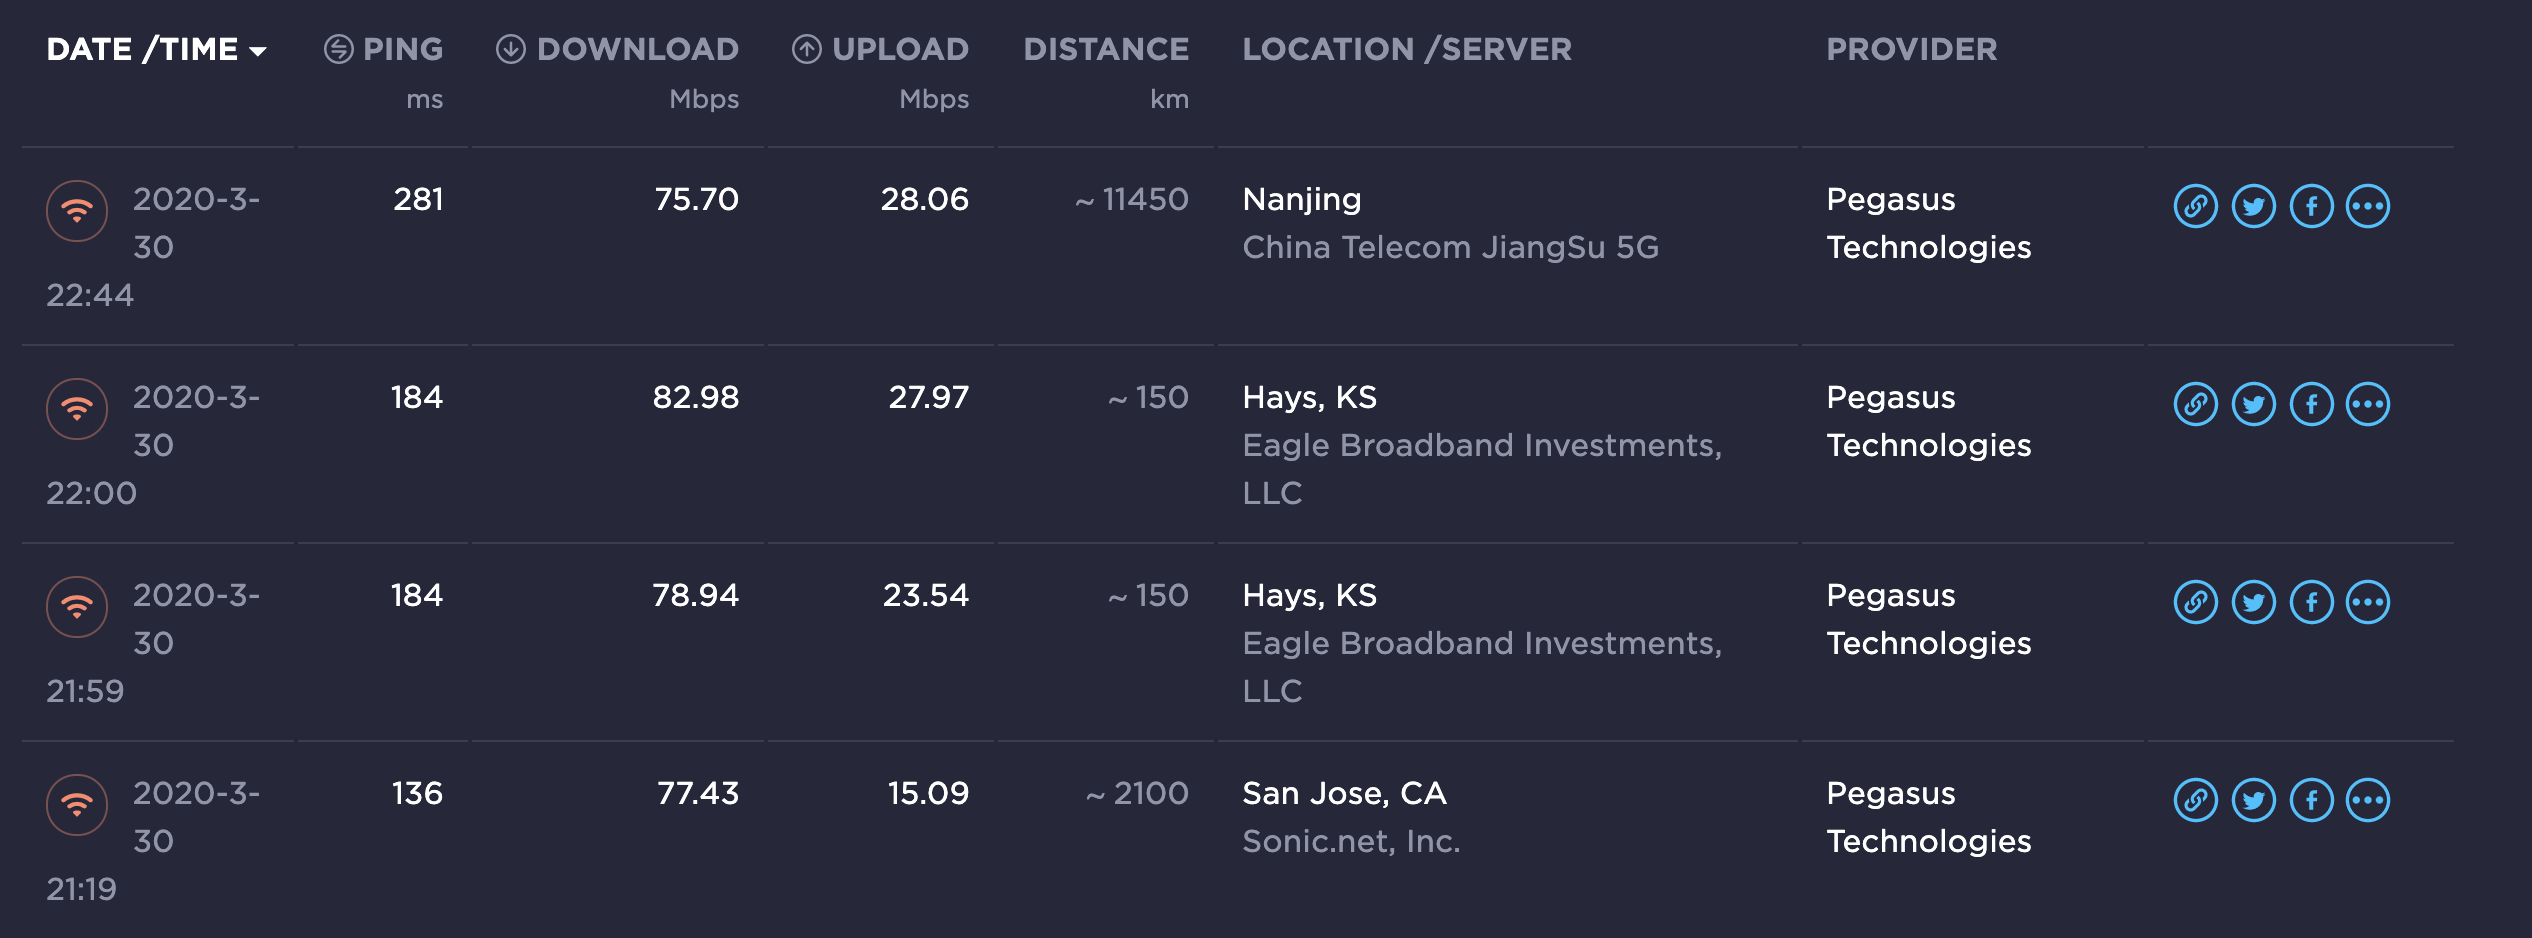 DATE /TIME PING DOWNLOAD UPLOAD DISTANCE LOCATION /SERVER PROVIDER
ms Mbps Mbps km
2020-3- 281 75.70 28.06 ~ 11450 Nanjing Pegasus
30 China Telecom JiangSu 5G Technologies
22:44
2020-3- 184 82.98 27.97 ~ 150 Hays, KS Pegasus
30 Eagle Broadband Investments, Technologies
22:00 LLC
2020-3- 184 78.94 23.54 ~ 150 Hays, KS Pegasus
30 Eagle Broadband Investments, Technologies
21:59 LLC
2020-3- 136 77.43 15.09 ~ 2100 San Jose, CA Pegasus
30 Sonic.net, Inc. Technologies
21:19